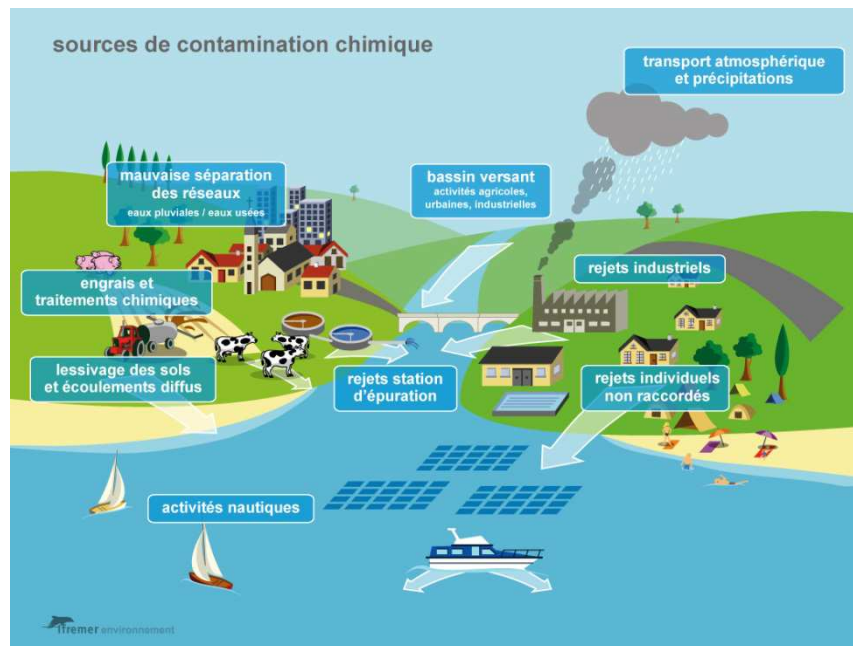 sources de contamination chimique
transport atmosphérique
et précipitations
mauvaise séparation
des réseaux
eaux pluviales / eaux usées
bassin versant
activités agricoles,
urbaines, industrielles
engrais et
traitements chimiques
rejets industriels
lessivage des sols
et écoulements diffus
rejets station
d'épuration
rejets individuels
non raccordés
activités nautiques
ifremer environnement